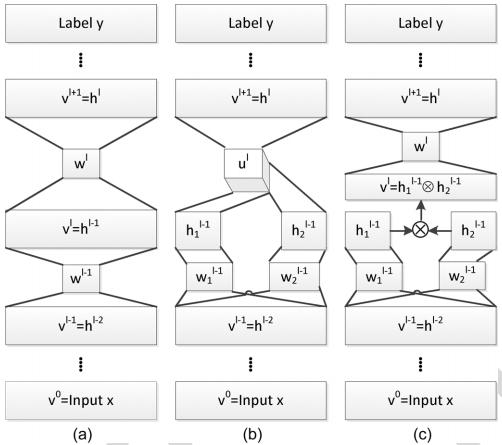 Label y
v^{l+1}=h^l
w^l
v^l=h^{l-1}
w^{l-1}
v^{l-1}=h^{l-2}
v^0=Input x
(a)
Label y
v^{l+1}=h^l
u^l
h_1^{l-1} h_2^{l-1}
w_1^{l-1} w_2^{l-1}
v^{l-1}=h^{l-2}
v^0=Input x
(b)
Label y
v^{l+1}=h^l
w^l
v^l=h_1^{l-1}⊗h_2^{l-1}
h_1^{l-1} ⊗ h_2^{l-1}
w_1^{l-1} w_2^{l-1}
v^{l-1}=h^{l-2}
v^0=Input x
(c)